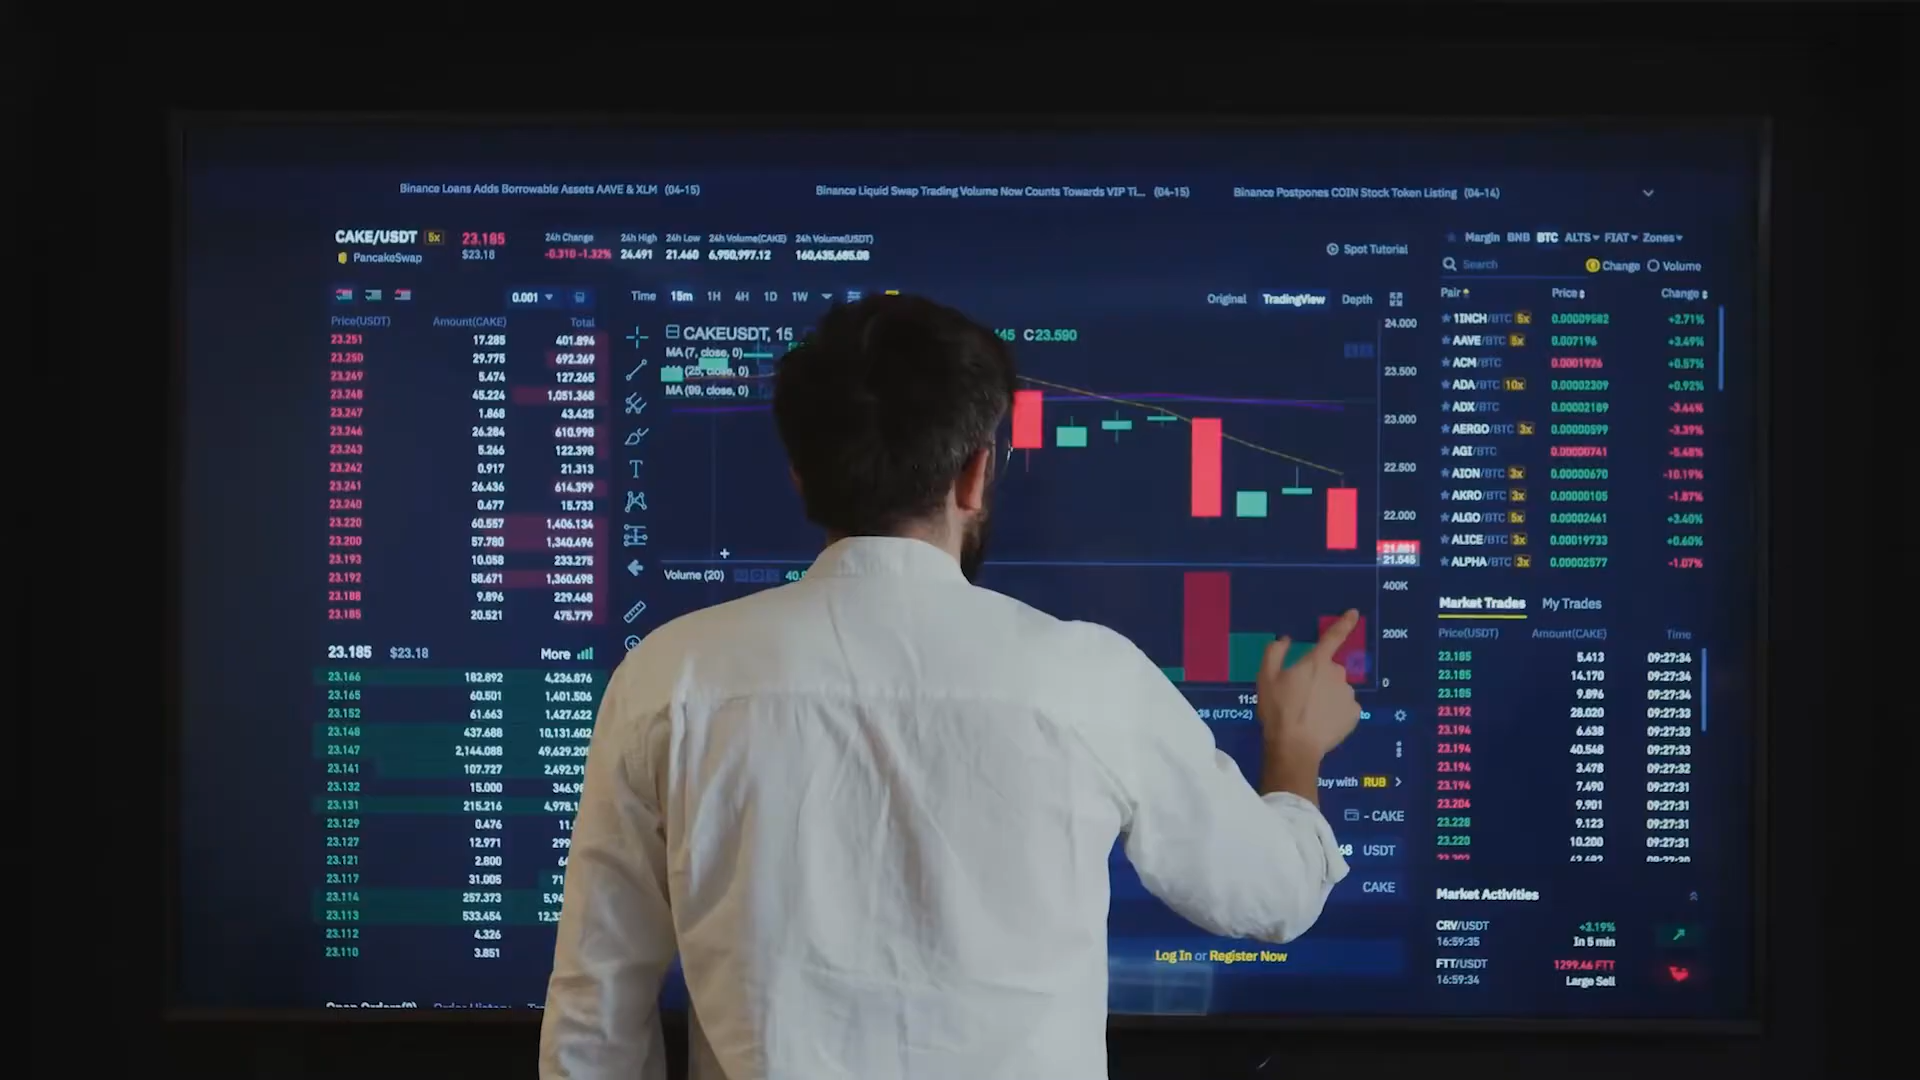 Binance Loans Adds Borrowable Assets AAVE & XLM (04-15)
Binance Liquid Swap Trading Volume Now Counts Towards VIP Ti... (04-15)
Binance Postpones COIN Stock Token Listing (04-14)
CAKE/USDT 5x 23.185
PancakeSwap $23.18
24h Change 24h High 24h Low 24h Volume(CAKE) 24h Volume(USDT)
-0.310 -1.32% 24.491 21.460 6,950,997.12 160,435,685.08
Spot Tutorial
0.001
Price(USDT) Amount(CAKE) Total
23.251 17.285 401.894
23.250 29.775 692.269
23.249 5.474 127.265
23.248 45.224 1,051.368
23.247 1.868 43.425
23.246 26.284 610.998
23.243 5.266 122.398
23.242 0.917 21.313
23.241 26.436 614.399
23.240 0.677 15.733
23.220 60.557 1,406.134
23.200 57.780 1,340.496
23.193 10.058 233.275
23.192 58.671 1,360.698
23.188 9.896 229.468
23.185 20.521 475.779
23.185 $23.18 More
23.166 182.892 4,236.876
23.165 60.501 1,401.506
23.152 61.663 1,427.622
23.148 437.688 10,131.602
23.147 2,144.088
23.141 107.727
23.132 15.000
23.131 215.216
23.129 0.476
23.127 12.971
23.121 2.800
23.117 31.005
23.114 257.373
23.113 533.454
23.112 4.326
23.110 3.851
Time 15m 1H 4H 1D 1W
Original TradingView Depth
CAKEUSDT, 15 C23.590
MA (7, close, 0)
(25, close, 0)
MA (99, close, 0)
24.000
23.500
23.000
22.500
22.000
21.545
Volume (20)
400K
200K
0
(UTC+2)
Buy with RUB
- CAKE
USDT
CAKE
Log In or Register Now
Margin BNB BTC ALTS FIAT Zones
Search Change Volume
Pair Price Change
1INCH/BTC 5x 0.00009582 +2.71%
AAVE/BTC 5x 0.007196 +3.49%
ACM/BTC 0.0001926 +0.57%
ADA/BTC 10x 0.00002309 +0.92%
ADX/BTC 0.00002189 -3.44%
AERGO/BTC 3x 0.00000599 -3.39%
AGI/BTC 0.00000741 -5.48%
AION/BTC 3x 0.00000670 -10.19%
AKRO/BTC 3x 0.00000105 -1.87%
ALGO/BTC 5x 0.00002461 +3.40%
ALICE/BTC 3x 0.00019733 +0.60%
ALPHA/BTC 3x 0.00002577 -1.07%
Market Trades My Trades
Price(USDT) Amount(CAKE) Time
23.185 5.413 09:27:34
23.185 14.170 09:27:34
23.185 9.896 09:27:34
23.192 28.020 09:27:33
23.194 6.638 09:27:33
23.194 40.548 09:27:33
23.194 3.478 09:27:32
23.194 7.490 09:27:31
23.204 9.901 09:27:31
23.228 9.123 09:27:31
23.220 10.200 09:27:31
Market Activities
CRV/USDT +3.19%
16:59:35 In 5 min
FTT/USDT 1299.46 FTT
16:59:34 Large Sell